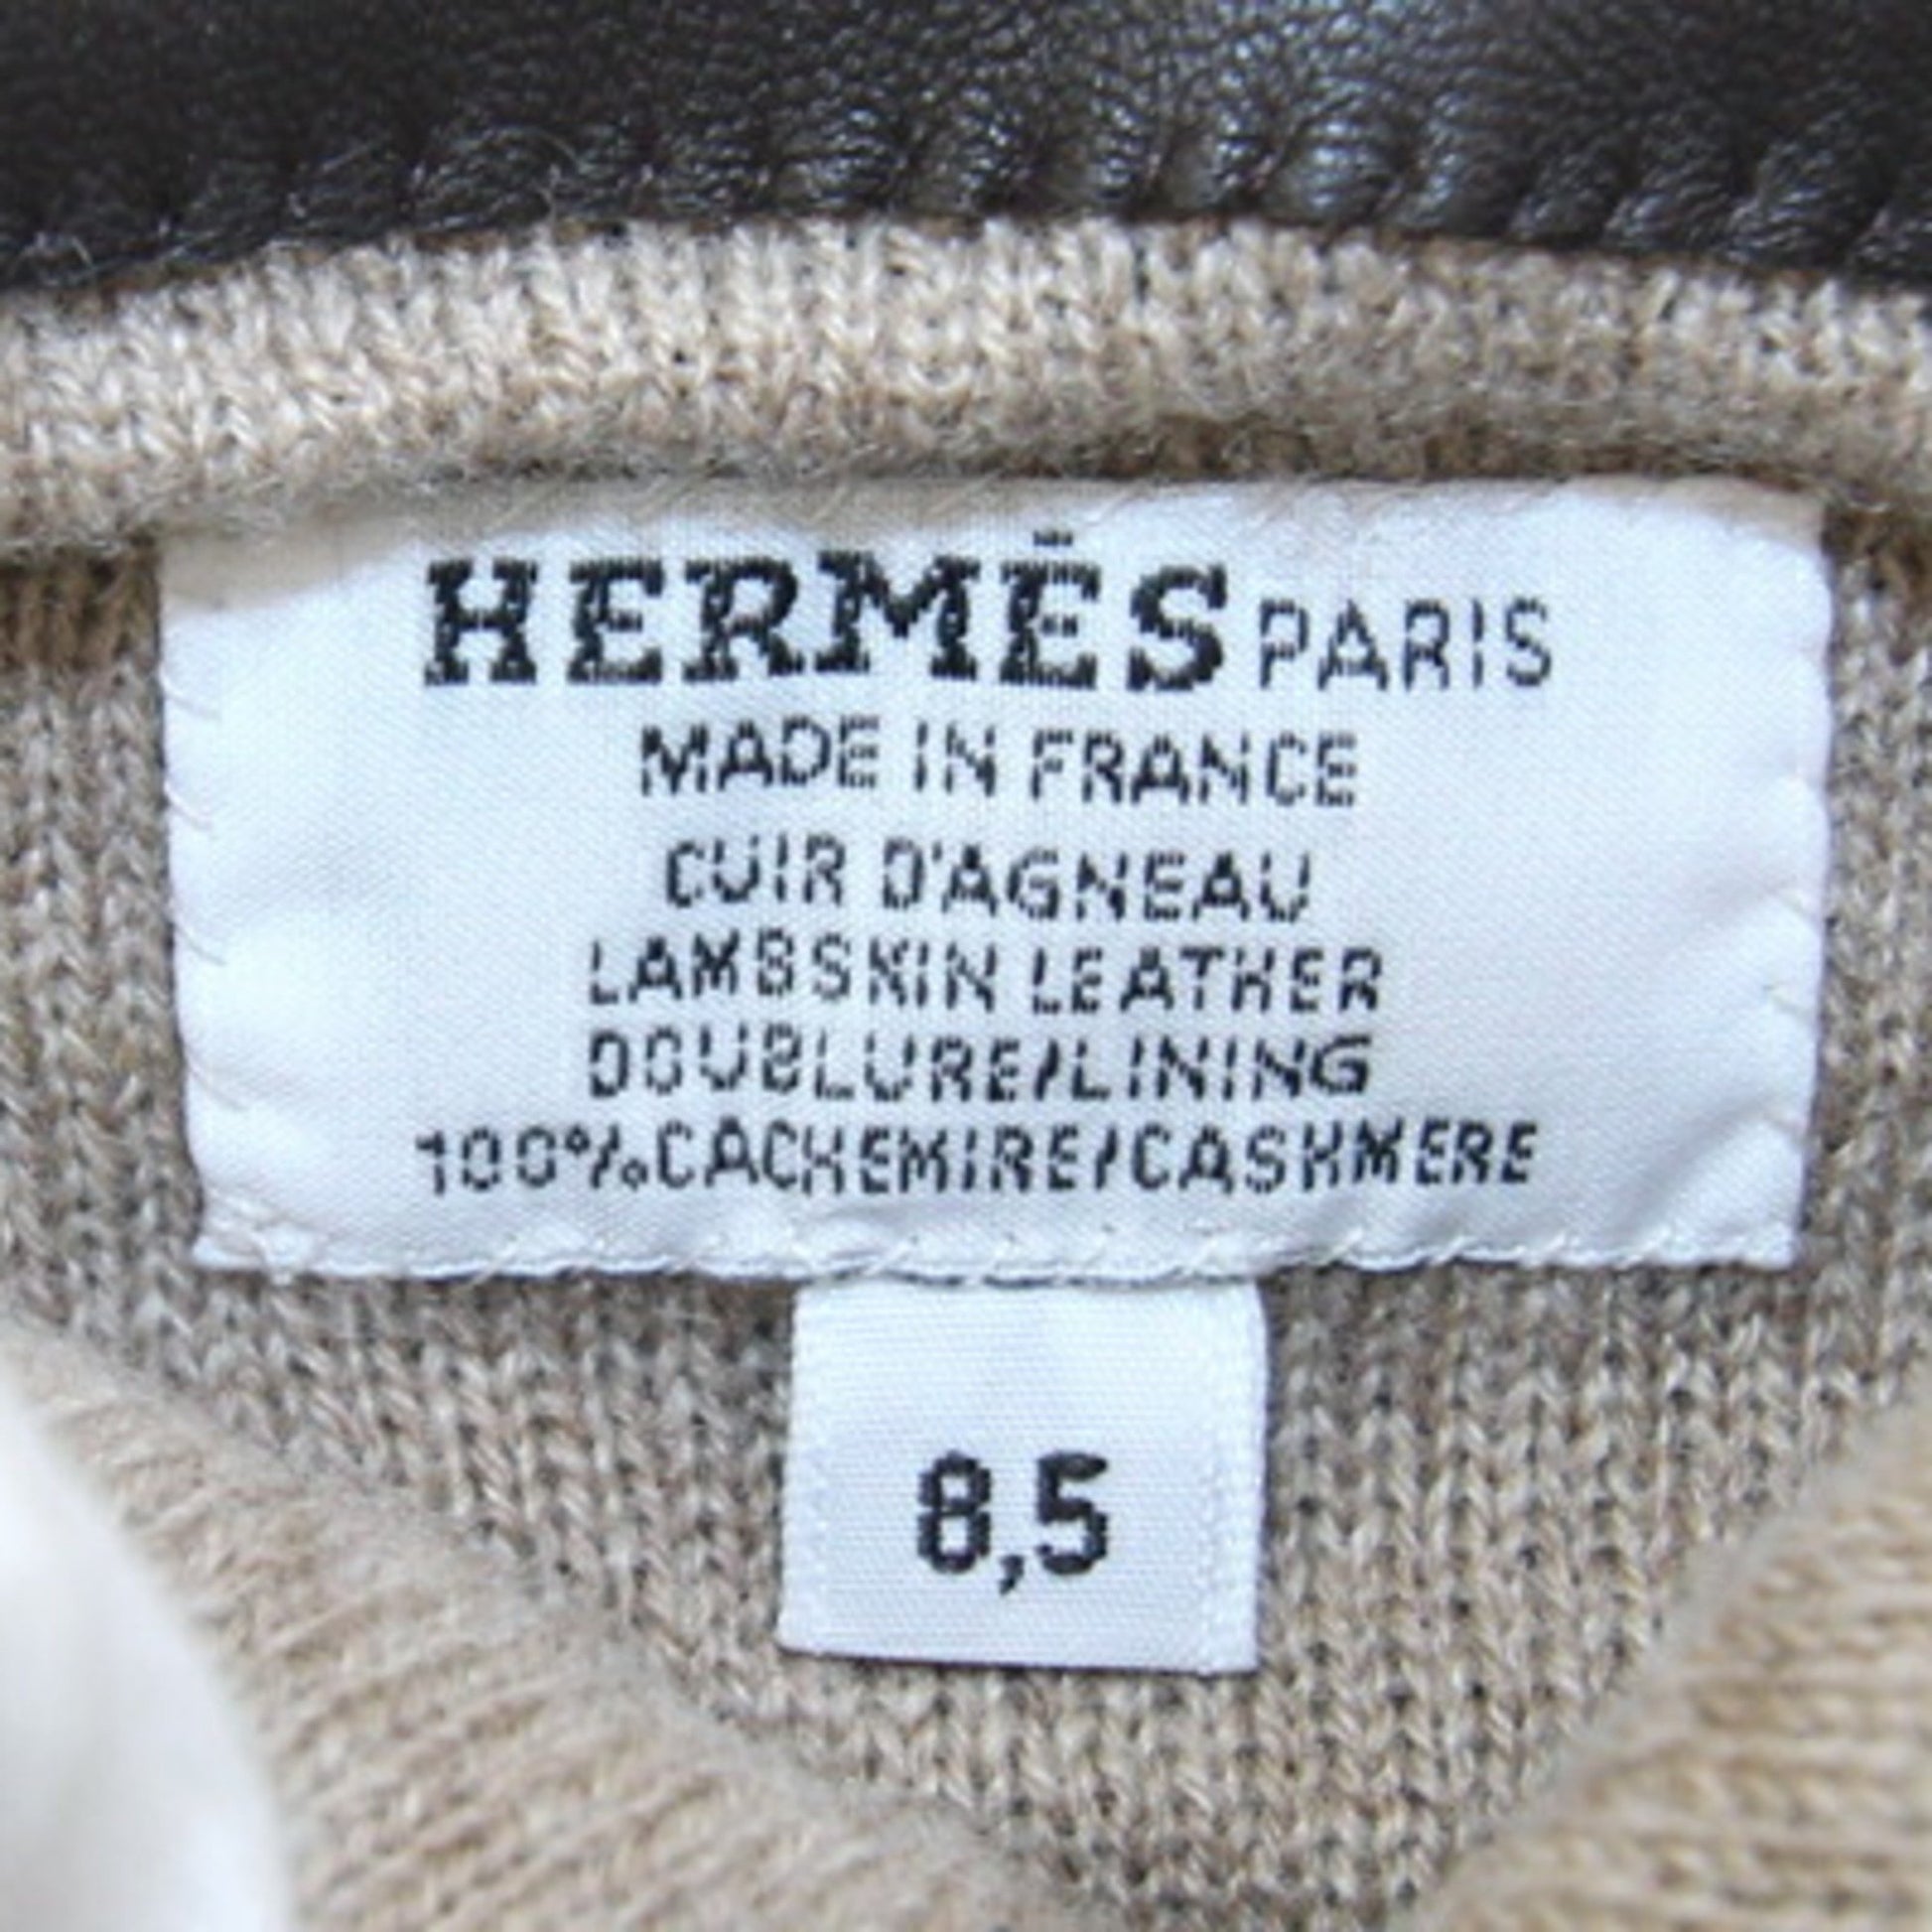 HERMÈS PARIS
MADE IN FRANCE
CUIR D'AGNEAU
LAMBSKIN LEATHER
DOUBLURE/LINING
100%CACHEMIRE/CASHMERE
8,5